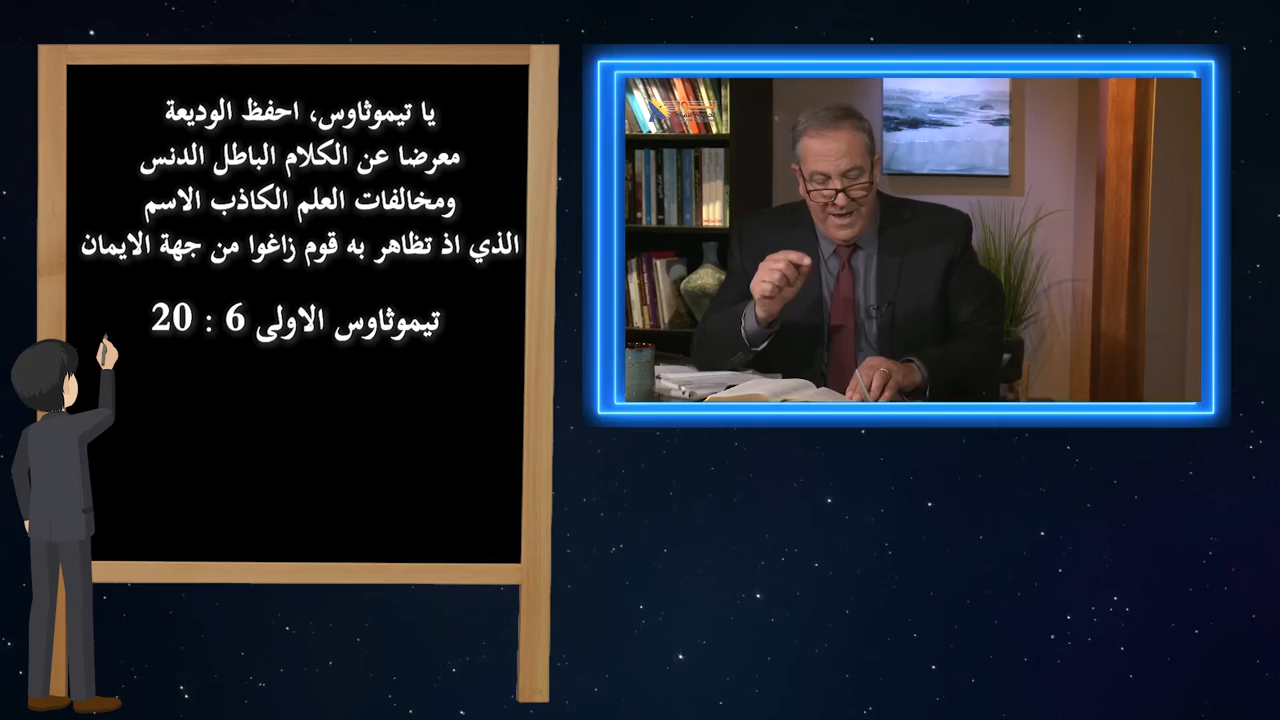 يا تيموثاوس، احفظ الوديعة
معرضا عن الكلام الباطل الدنس
ومخالفات العلم الكاذب الاسم
الذي اذ تظاهر به قوم زاغوا من جهة الايمان
تيموثاوس الاولى 6 : 20